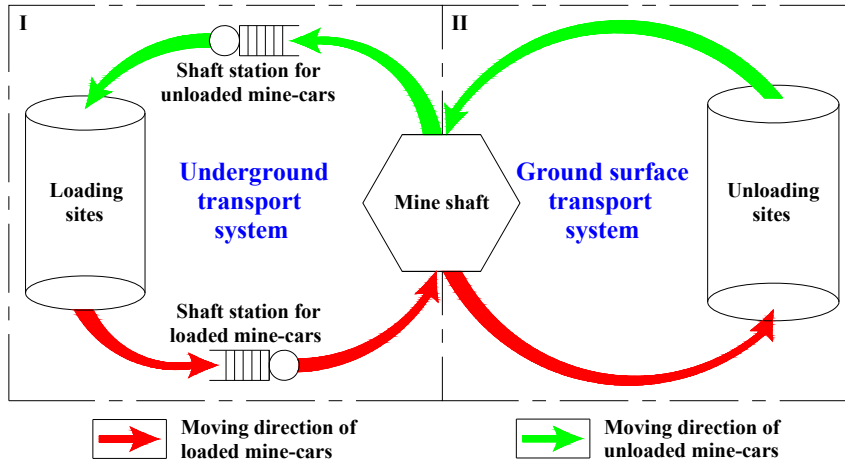 I
II
Shaft station for
unloaded mine-cars
Loading
sites
Underground
transport
system
Mine shaft
Ground surface
transport
system
Unloading
sites
Shaft station for
loaded mine-cars
Moving direction of
loaded mine-cars
Moving direction of
unloaded mine-cars